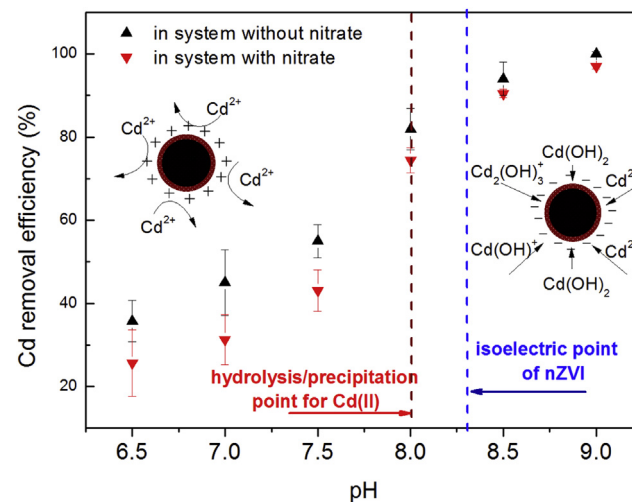 ▲ in system without nitrate
▼ in system with nitrate
Cd removal efficiency (%)
100
80
60
40
20
Cd²⁺
Cd²⁺
Cd²⁺
Cd²⁺
Cd(OH)₂
Cd₂(OH)₃⁺
Cd²
Cd(OH)⁺
Cd²
Cd(OH)₂
hydrolysis/precipitation
point for Cd(II)
isoelectric point
of nZVI
6.5 7.0 7.5 8.0 8.5 9.0
pH